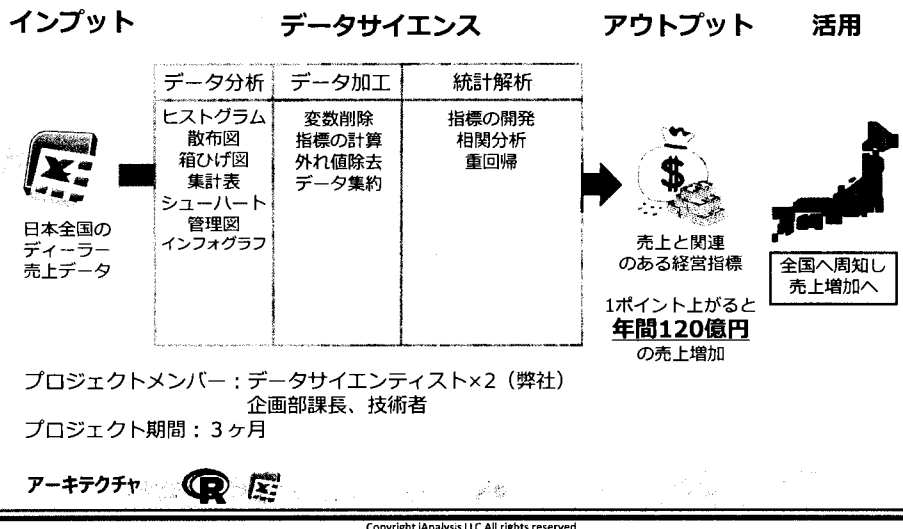 インプット
データサイエンス
アウトプット
活用
データ分析
データ加工
統計解析
ヒストグラム
散布図
箱ひげ図
集計表
シューハート
管理図
インフォグラフ
変数削除
指標の計算
外れ値除去
データ集約
指標の開発
相関分析
重回帰
日本全国の
ディーラー
売上データ
$
売上と関連
のある経営指標
1ポイント上がると
年間120億円
の売上増加
全国へ周知し
売上増加へ
プロジェクトメンバー：データサイエンティスト×2（弊社）
企画部課長、技術者
プロジェクト期間：３ヶ月
アーキテクチャ
R
Copyright iAnalysis LLC All rights reserved